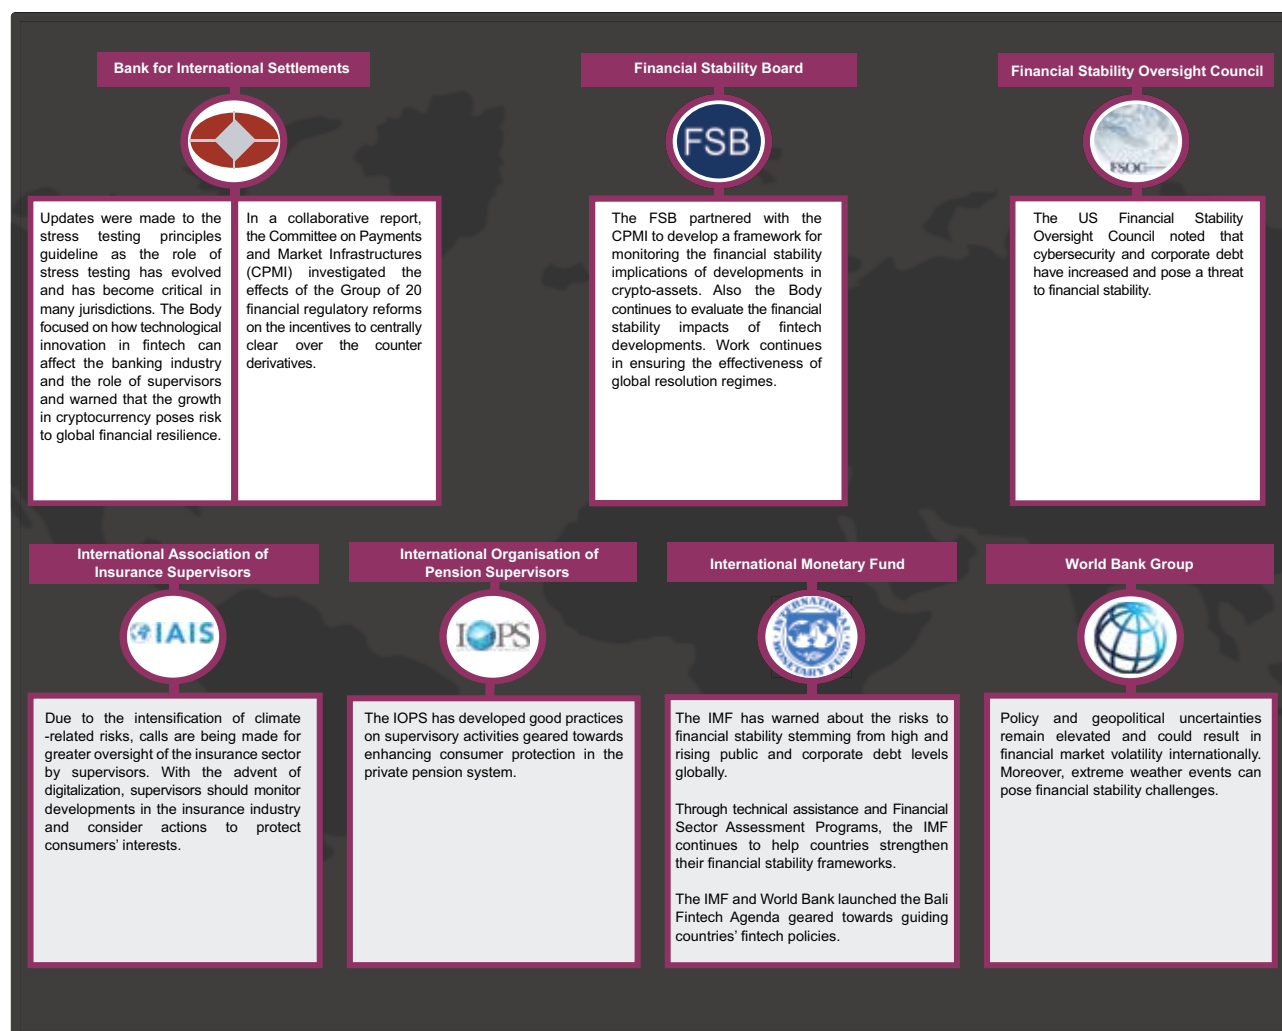 Bank for International Settlements
Updates were made to the
stress testing principles
guideline as the role of
stress testing has evolved
and has become critical in
many jurisdictions. The Body
focused on how technological
innovation in fintech can
affect the banking industry
and the role of supervisors
and warned that the growth
in cryptocurrency poses risk
to global financial resilience.
In a collaborative report,
the Committee on Payments
and Market Infrastructures
(CPMI) investigated the
effects of the Group of 20
financial regulatory reforms
on the incentives to centrally
clear over the counter
derivatives.
Financial Stability Board
FSB
The FSB partnered with the
CPMI to develop a framework for
monitoring the financial stability
implications of developments in
crypto-assets. Also the Body
continues to evaluate the financial
stability impacts of fintech
developments. Work continues
in ensuring the effectiveness of
global resolution regimes.
Financial Stability Oversight Council
FSOC
The US Financial Stability
Oversight Council noted that
cybersecurity and corporate debt
have increased and pose a threat
to financial stability.
International Association of
Insurance Supervisors
IAIS
Due to the intensification of climate
-related risks, calls are being made for
greater oversight of the insurance sector
by supervisors. With the advent of
digitalization, supervisors should monitor
developments in the insurance industry
and consider actions to protect
consumers' interests.
International Organisation of
Pension Supervisors
IOPS
The IOPS has developed good practices
on supervisory activities geared towards
enhancing consumer protection in the
private pension system.
International Monetary Fund
INTERNATIONAL
MONETARY FUND
The IMF has warned about the risks to
financial stability stemming from high and
rising public and corporate debt levels
globally.
Through technical assistance and Financial
Sector Assessment Programs, the IMF
continues to help countries strengthen
their financial stability frameworks.
The IMF and World Bank launched the Bali
Fintech Agenda geared towards guiding
countries' fintech policies.
World Bank Group
Policy and geopolitical uncertainties
remain elevated and could result in
financial market volatility internationally.
Moreover, extreme weather events can
pose financial stability challenges.